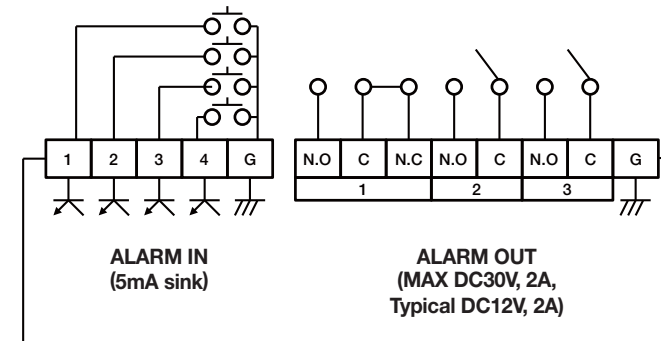 1 2 3 4 G
N.O C N.C N.O C N.O C G
1 2 3
ALARM IN
(5mA sink)
ALARM OUT
(MAX DC30V, 2A,
Typical DC12V, 2A)